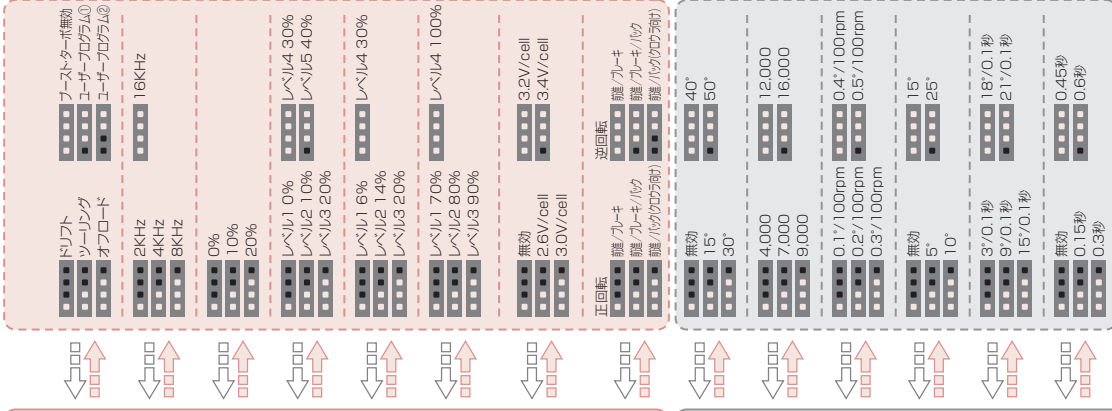 ドリフト
ツーリング
オフロード
ブースト・ターボ無効
ユーザープログラム①
ユーザープログラム②
2KHz
4KHz
8KHz
16KHz
0%
10%
20%
レベル1 0%
レベル2 10%
レベル3 20%
レベル4 30%
レベル5 40%
レベル1 6%
レベル2 14%
レベル3 20%
レベル4 30%
レベル1 70%
レベル2 80%
レベル3 90%
レベル4 100%
無効
2.6V/cell
3.0V/cell
3.2V/cell
3.4V/cell
正回転
前進/ブレーキ
前進/ブレーキ/バック
前進/バック(クロウラ向け)
逆回転
前進/ブレーキ
前進/ブレーキ/バック
前進/バック(クロウラ向け)
無効
15°
30°
40°
50°
4,000
7,000
9,000
12,000
16,000
0.1°/100rpm
0.2°/100rpm
0.3°/100rpm
0.4°/100rpm
0.5°/100rpm
無効
5°
10°
15°
25°
3°/0.1秒
9°/0.1秒
15°/0.1秒
18°/0.1秒
21°/0.1秒
無効
0.15秒
0.3秒
0.45秒
0.6秒